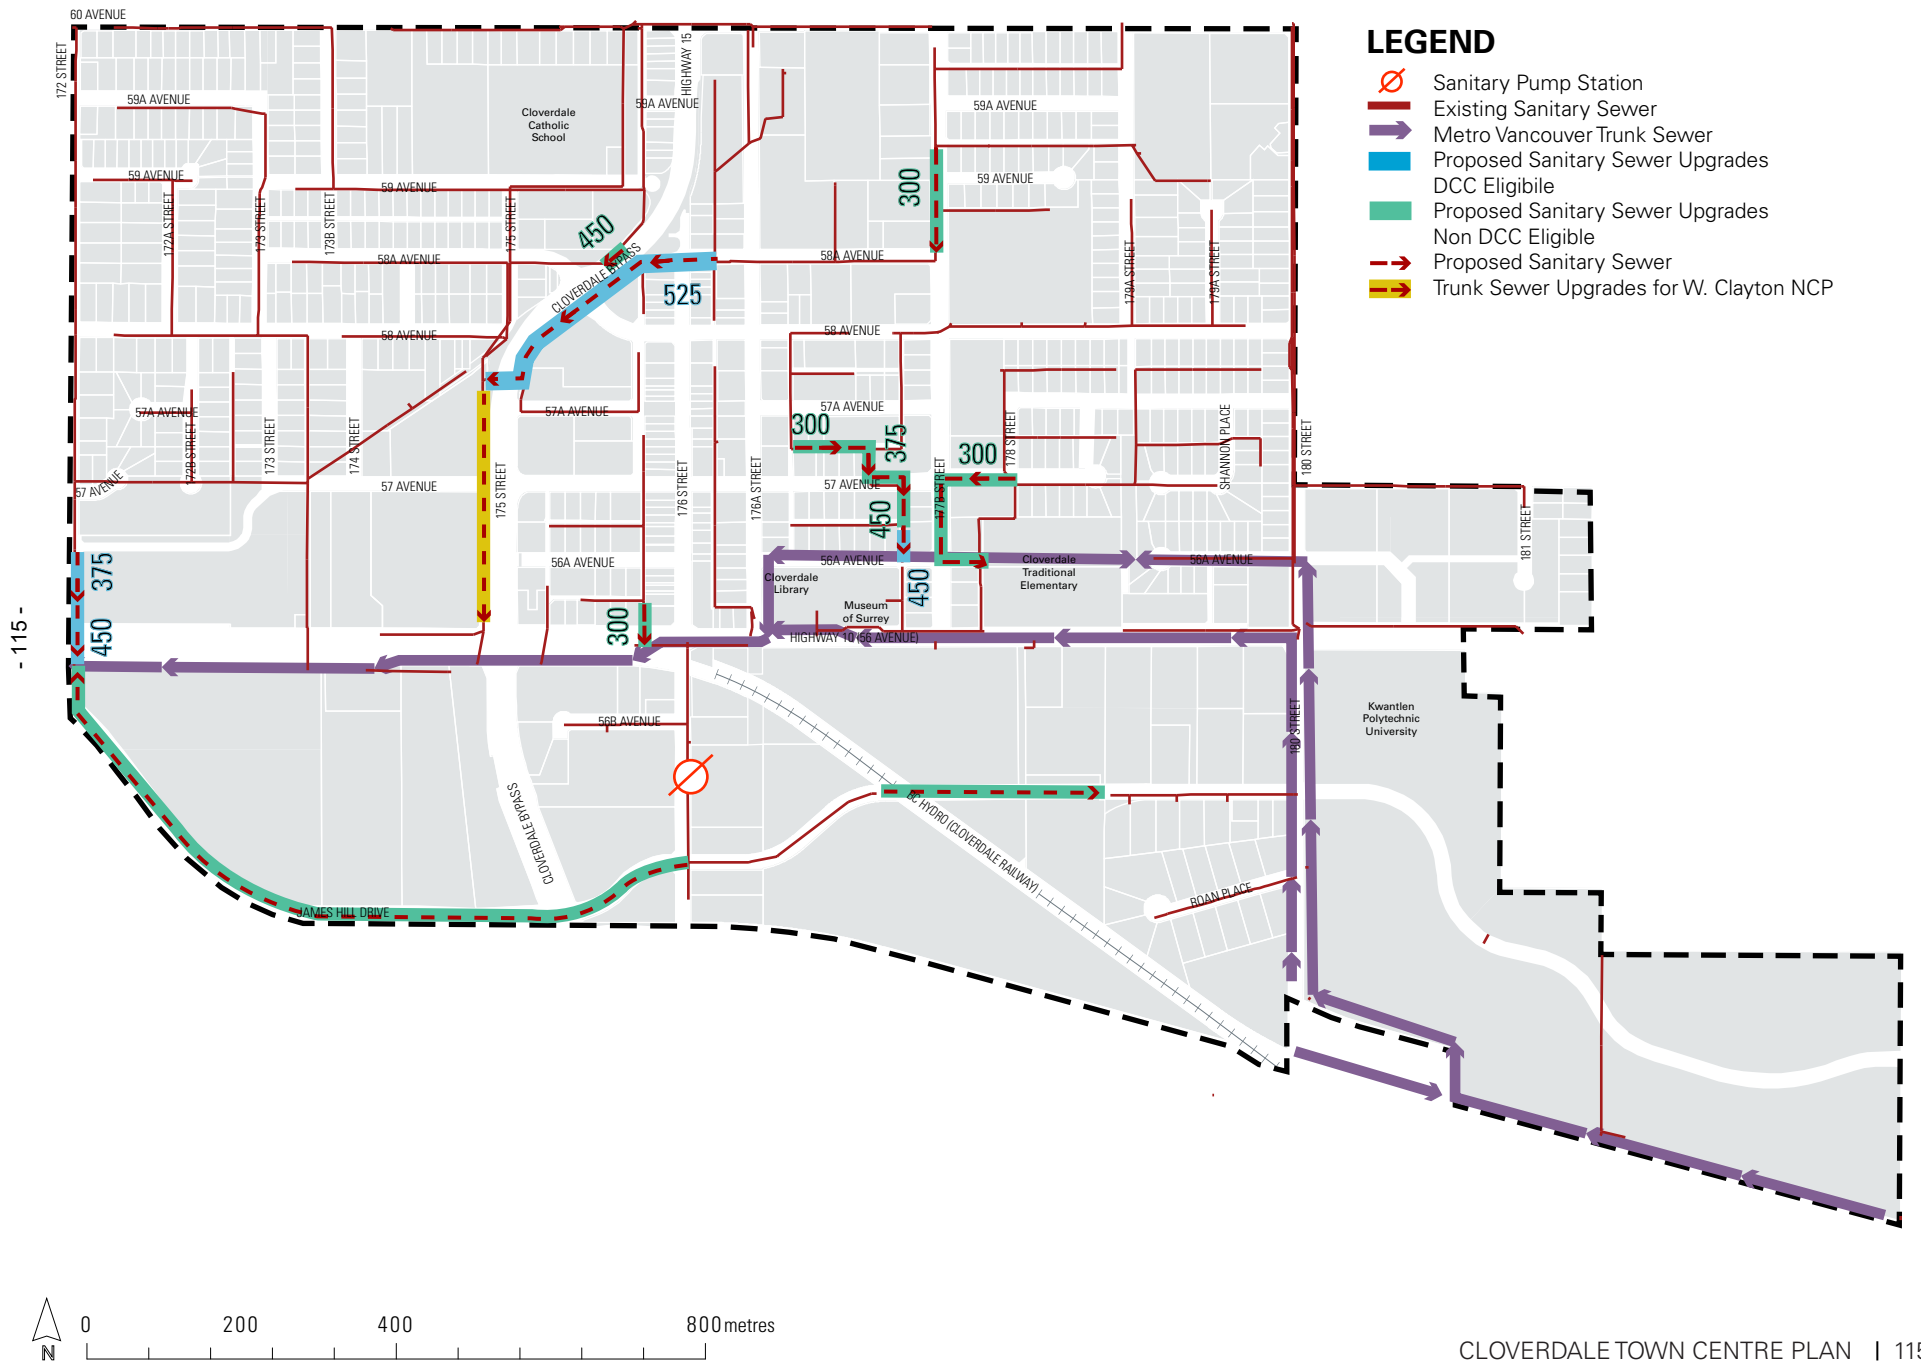 60 AVENUE
172 STREET
HIGHWAY 15
59A AVENUE
59A AVENUE
59A AVENUE
Cloverdale
Catholic
School
59 AVENUE
59 AVENUE
59 AVENUE
172A STREET
173 STREET
173B STREET
175 STREET
450
300
58A AVENUE
58A AVENUE
CLOVERDALE BYPASS
525
179A STREET
179A STREET
58 AVENUE
58 AVENUE
57A AVENUE
57A AVENUE
57A AVENUE
172B STREET
173 STREET
174 STREET
300
375
300
178 STREET
SHANNON PLACE
180 STREET
57 AVENUE
57 AVENUE
57 AVENUE
175 STREET
176 STREET
176A STREET
177B STREET
450
181 STREET
56A AVENUE
56A AVENUE
56A AVENUE
375
450
450
300
Cloverdale
Library
Cloverdale
Traditional
Elementary
Museum
of Surrey
HIGHWAY 10 (56 AVENUE)
56B AVENUE
180 STREET
Kwantlen
Polytechnic
University
CLOVERDALE BYPASS
BC HYDRO (CLOVERDALE RAILWAY)
BOAN PLACE
JAMES HILL DRIVE
LEGEND
Sanitary Pump Station
Existing Sanitary Sewer
Metro Vancouver Trunk Sewer
Proposed Sanitary Sewer Upgrades
DCC Eligibile
Proposed Sanitary Sewer Upgrades
Non DCC Eligible
Proposed Sanitary Sewer
Trunk Sewer Upgrades for W. Clayton NCP
- 115 -
N
0 200 400 800 metres
CLOVERDALE TOWN CENTRE PLAN | 115